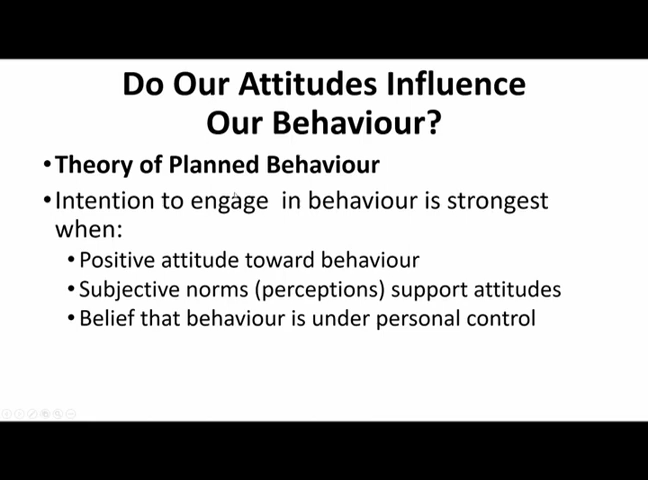 Do Our Attitudes Influence
Our Behaviour?
•Theory of Planned Behaviour
•Intention to engage in behaviour is strongest
when:
•Positive attitude toward behaviour
•Subjective norms (perceptions) support attitudes
•Belief that behaviour is under personal control